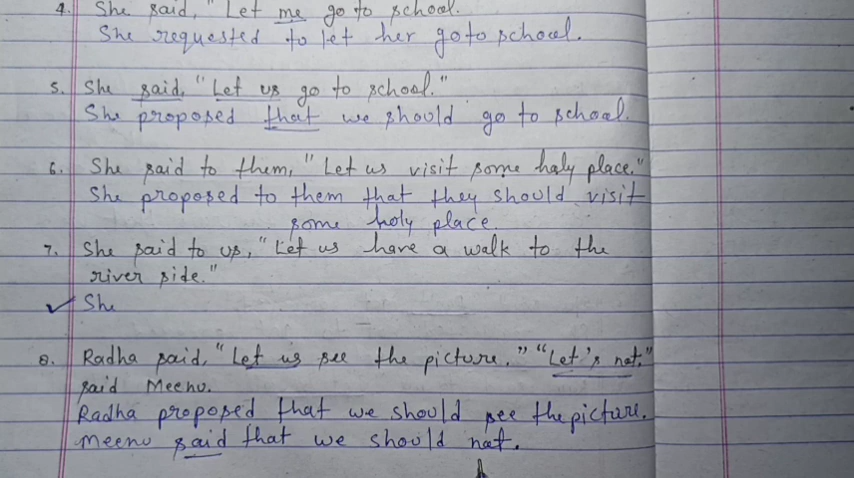 4. She said, "Let me go to school.
She requested to let her go to school.
5. She said, "Let us go to school."
She proposed that we should go to school.
6. She said to them, "Let us visit some holy place."
She proposed to them that they should visit
some holy place.
7. She said to us, "Let us have a walk to the
river side."
✓ She
8. Radha said, "Let us see the picture." "Let's not,"
said Meenu.
Radha proposed that we should see the picture.
Meenu said that we should not.